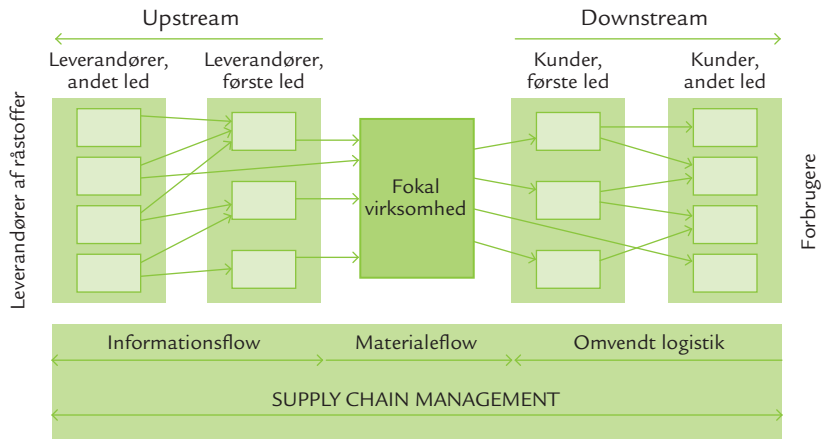 Upstream
Downstream
Leverandører,
andet led
Leverandører,
første led
Kunder,
første led
Kunder,
andet led
Leverandører af råstoffer
Fokal
virksomhed
Forbrugere
Informationsflow
Materialeflow
Omvendt logistik
SUPPLY CHAIN MANAGEMENT